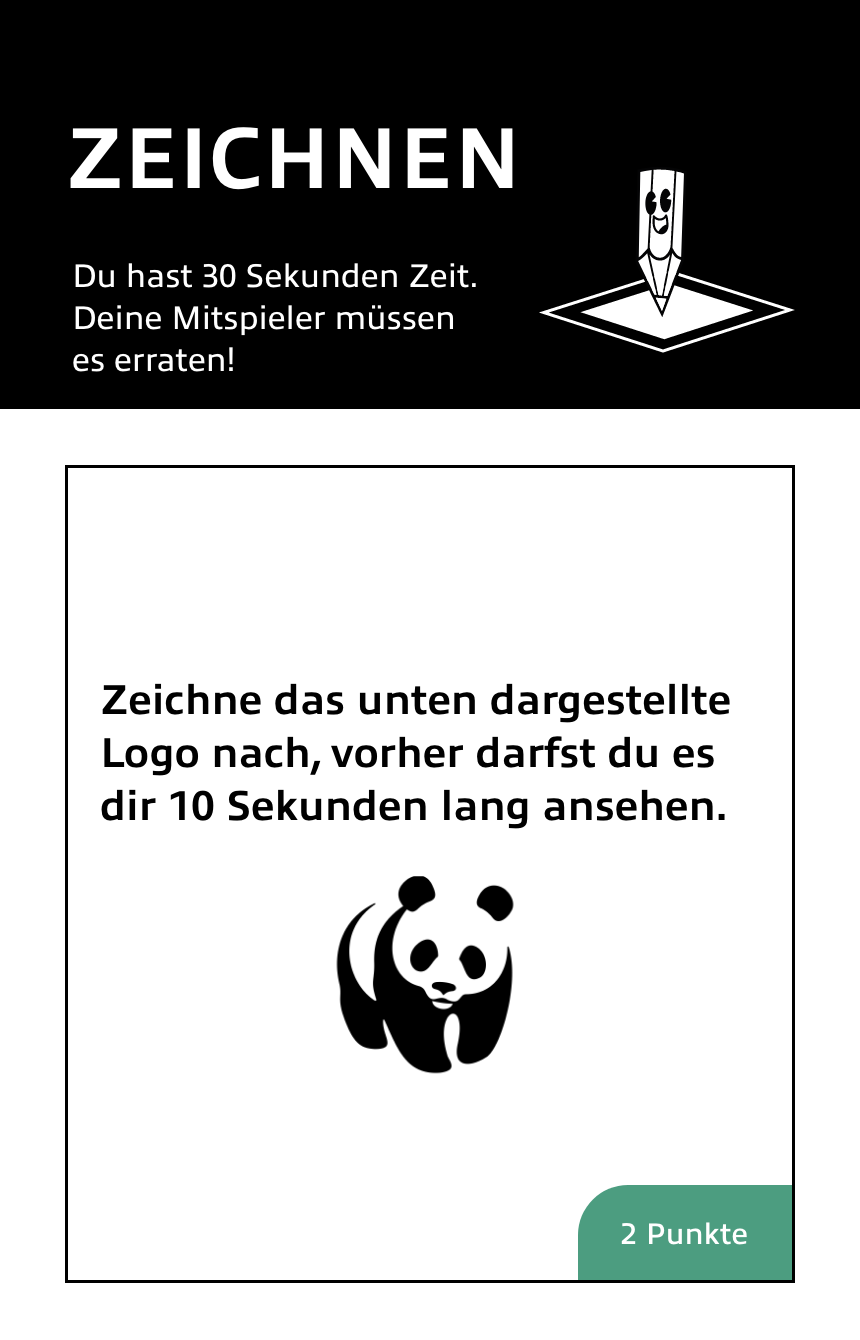 ZEICHNEN
Du hast 30 Sekunden Zeit.
Deine Mitspieler müssen
es erraten!
Zeichne das unten dargestellte
Logo nach, vorher darfst du es
dir 10 Sekunden lang ansehen.
2 Punkte